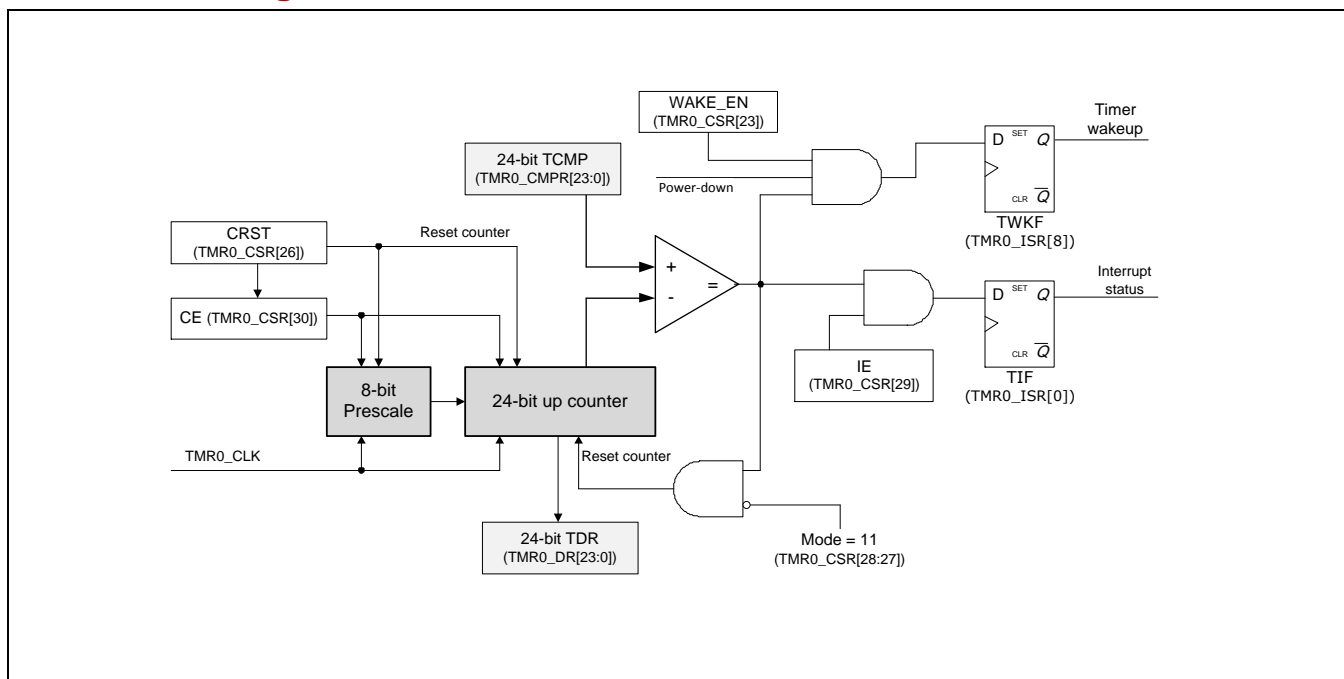 WAKE_EN
(TMR0_CSR[23])
Timer
wakeup
D SET Q
CLR Q
TWKF
(TMR0_ISR[8])
24-bit TCMP
(TMR0_CMPR[23:0])
Power-down
CRST
(TMR0_CSR[26])
Reset counter
CE (TMR0_CSR[30])
+
-
=
Interrupt
status
D SET Q
CLR Q
TIF
(TMR0_ISR[0])
IE
(TMR0_CSR[29])
8-bit
Prescale
24-bit up counter
TMR0_CLK
Reset counter
24-bit TDR
(TMR0_DR[23:0])
Mode = 11
(TMR0_CSR[28:27])